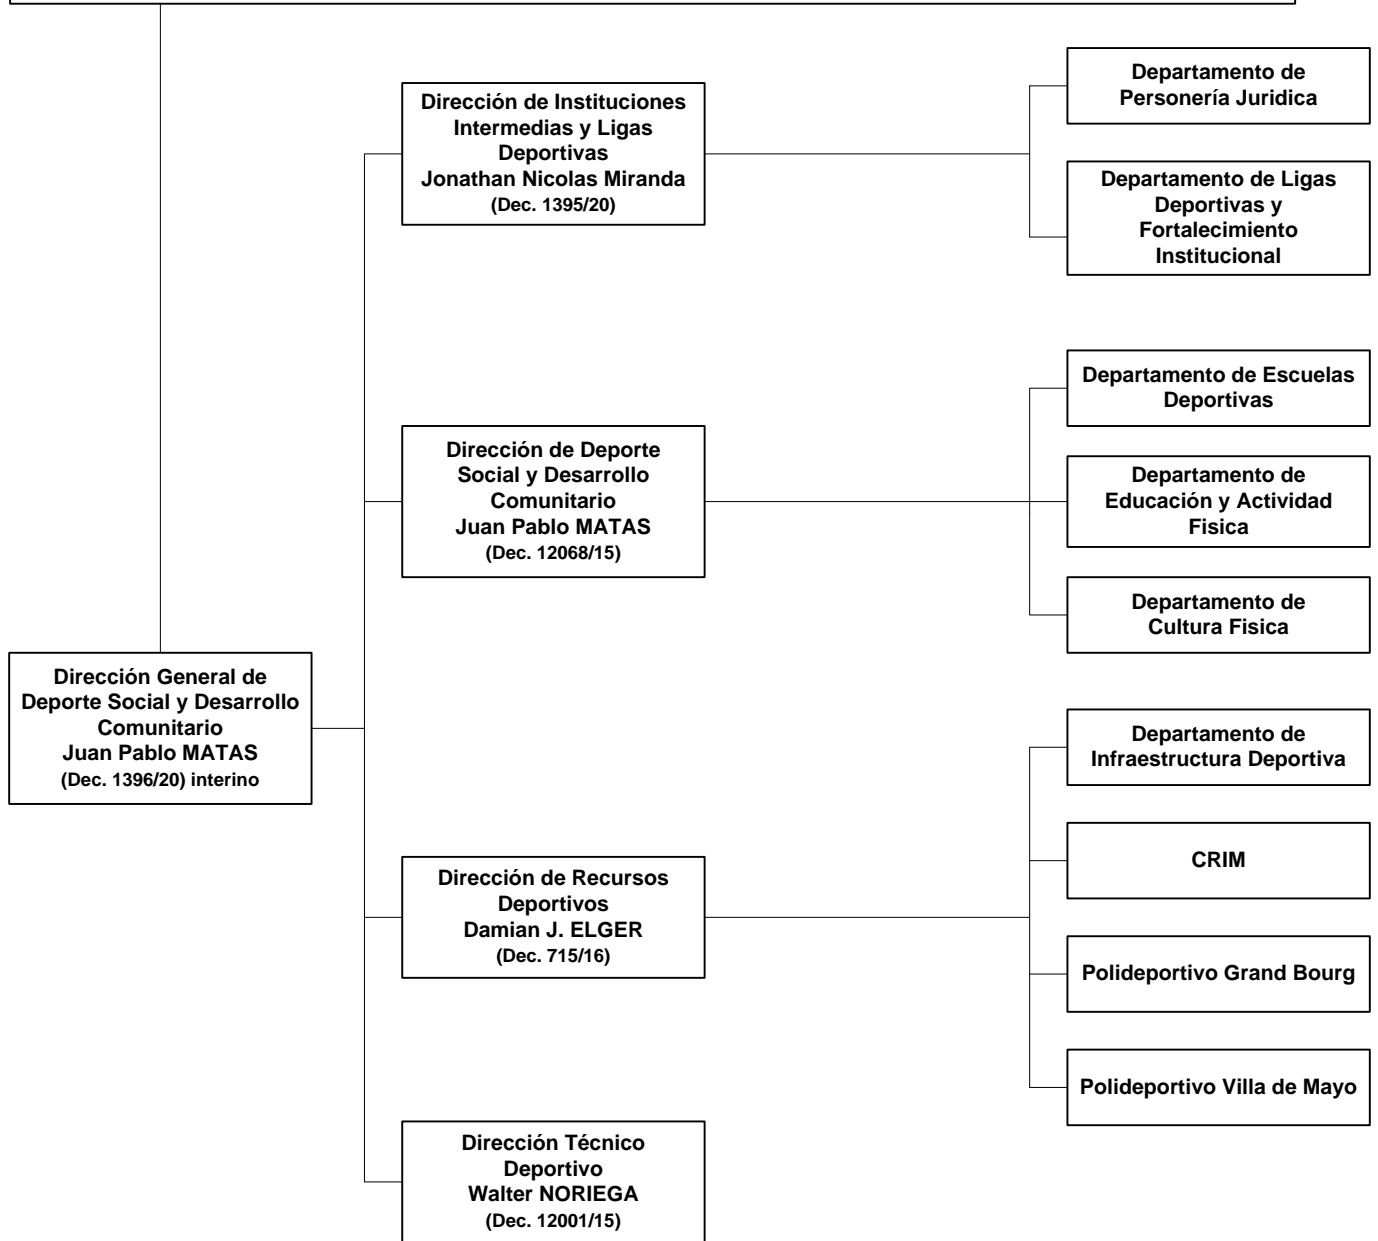 Dirección General de
Deporte Social y Desarrollo
Comunitario
Juan Pablo MATAS
(Dec. 1396/20) interino
Dirección de Instituciones
Intermedias y Ligas
Deportivas
Jonathan Nicolas Miranda
(Dec. 1395/20)
Departamento de
Personería Juridica
Departamento de Ligas
Deportivas y
Fortalecimiento
Institucional
Dirección de Deporte
Social y Desarrollo
Comunitario
Juan Pablo MATAS
(Dec. 12068/15)
Departamento de Escuelas
Deportivas
Departamento de
Educación y Actividad
Fisica
Departamento de
Cultura Fisica
Dirección de Recursos
Deportivos
Damian J. ELGER
(Dec. 715/16)
Departamento de
Infraestructura Deportiva
CRIM
Polideportivo Grand Bourg
Polideportivo Villa de Mayo
Dirección Técnico
Deportivo
Walter NORIEGA
(Dec. 12001/15)